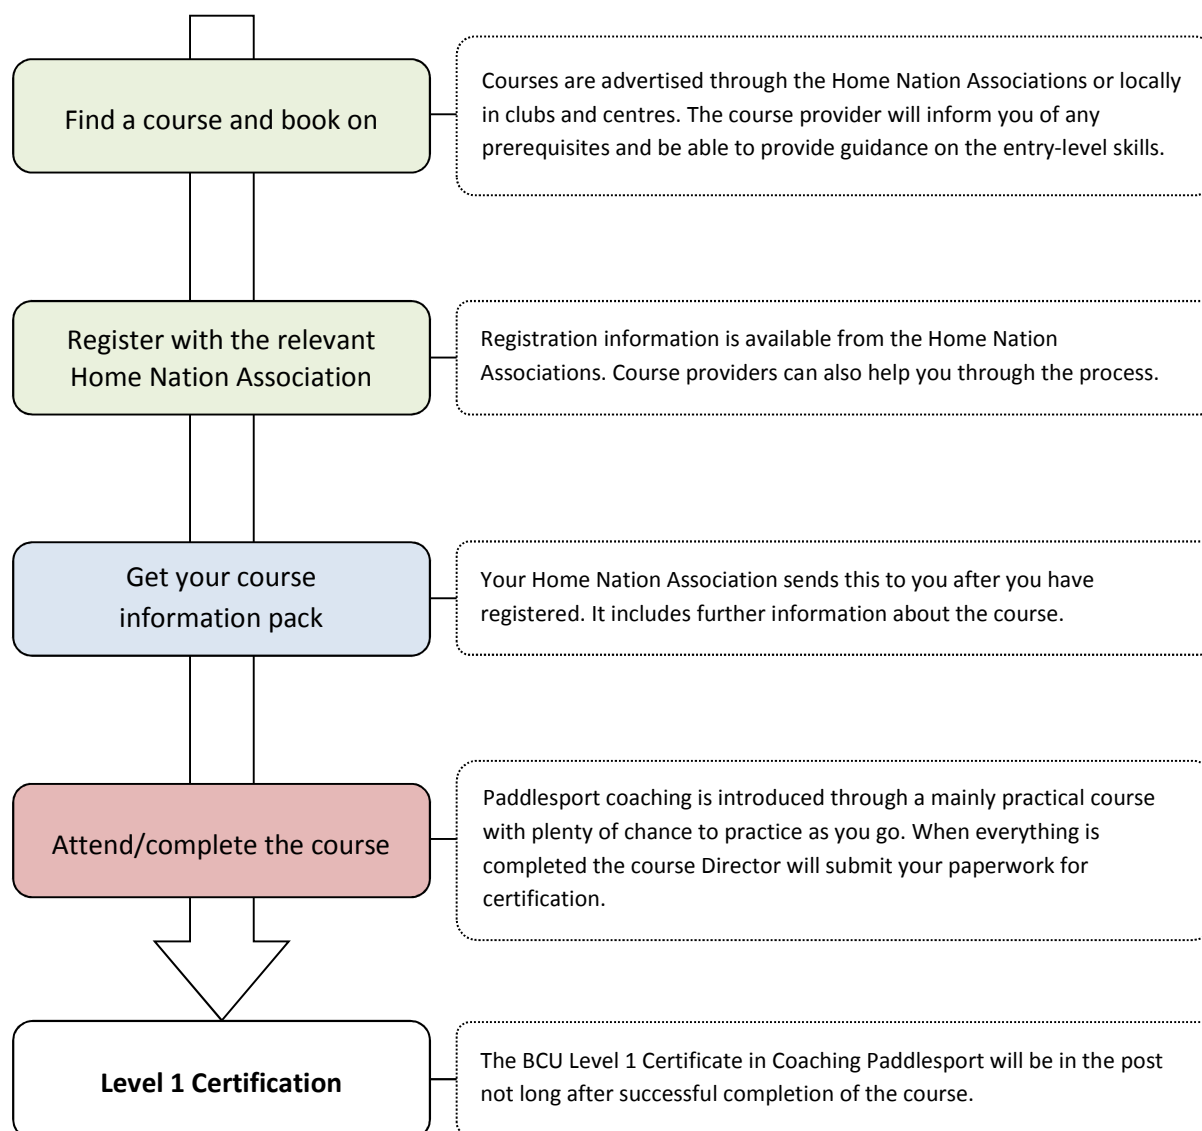 Find a course and book on
Courses are advertised through the Home Nation Associations or locally
in clubs and centres. The course provider will inform you of any
prerequisites and be able to provide guidance on the entry-level skills.
Register with the relevant
Home Nation Association
Registration information is available from the Home Nation
Associations. Course providers can also help you through the process.
Get your course
information pack
Your Home Nation Association sends this to you after you have
registered. It includes further information about the course.
Attend/complete the course
Paddlesport coaching is introduced through a mainly practical course
with plenty of chance to practice as you go. When everything is
completed the course Director will submit your paperwork for
certification.
Level 1 Certification
The BCU Level 1 Certificate in Coaching Paddlesport will be in the post
not long after successful completion of the course.